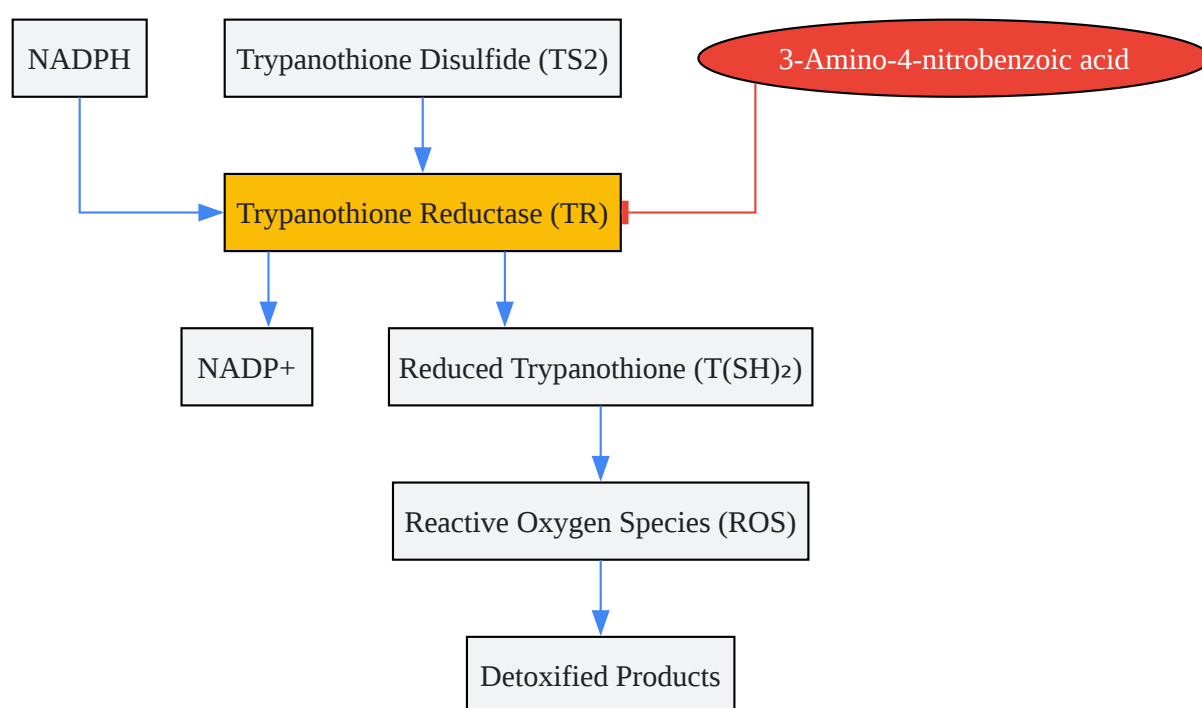 NADPH
Trypanothione Disulfide (TS2)
3-Amino-4-nitrobenzoic acid
Trypanothione Reductase (TR)
NADP+
Reduced Trypanothione (T(SH)₂)
Reactive Oxygen Species (ROS)
Detoxified Products